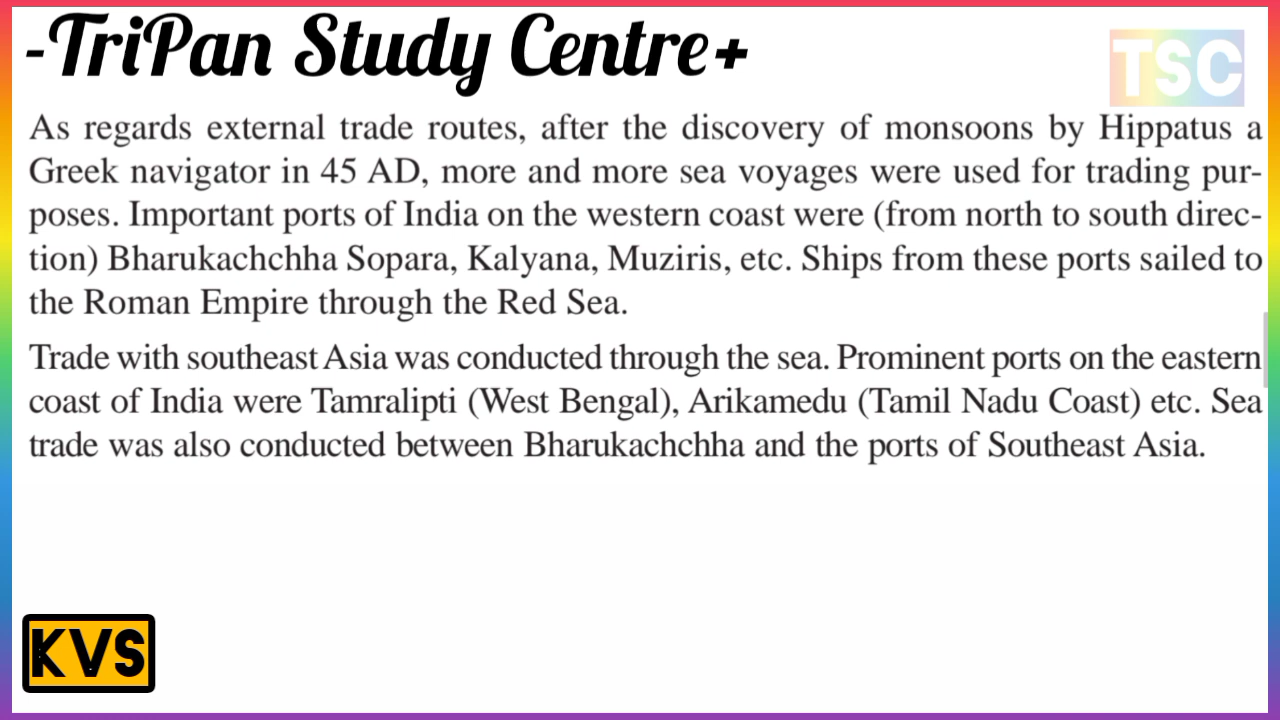 -TriPan Study Centre+
TSC
As regards external trade routes, after the discovery of monsoons by Hippatus a
Greek navigator in 45 AD, more and more sea voyages were used for trading pur-
poses. Important ports of India on the western coast were (from north to south direc-
tion) Bharukachchha Sopara, Kalyana, Muziris, etc. Ships from these ports sailed to
the Roman Empire through the Red Sea.
Trade with southeast Asia was conducted through the sea. Prominent ports on the eastern
coast of India were Tamralipti (West Bengal), Arikamedu (Tamil Nadu Coast) etc. Sea
trade was also conducted between Bharukachchha and the ports of Southeast Asia.
KVS